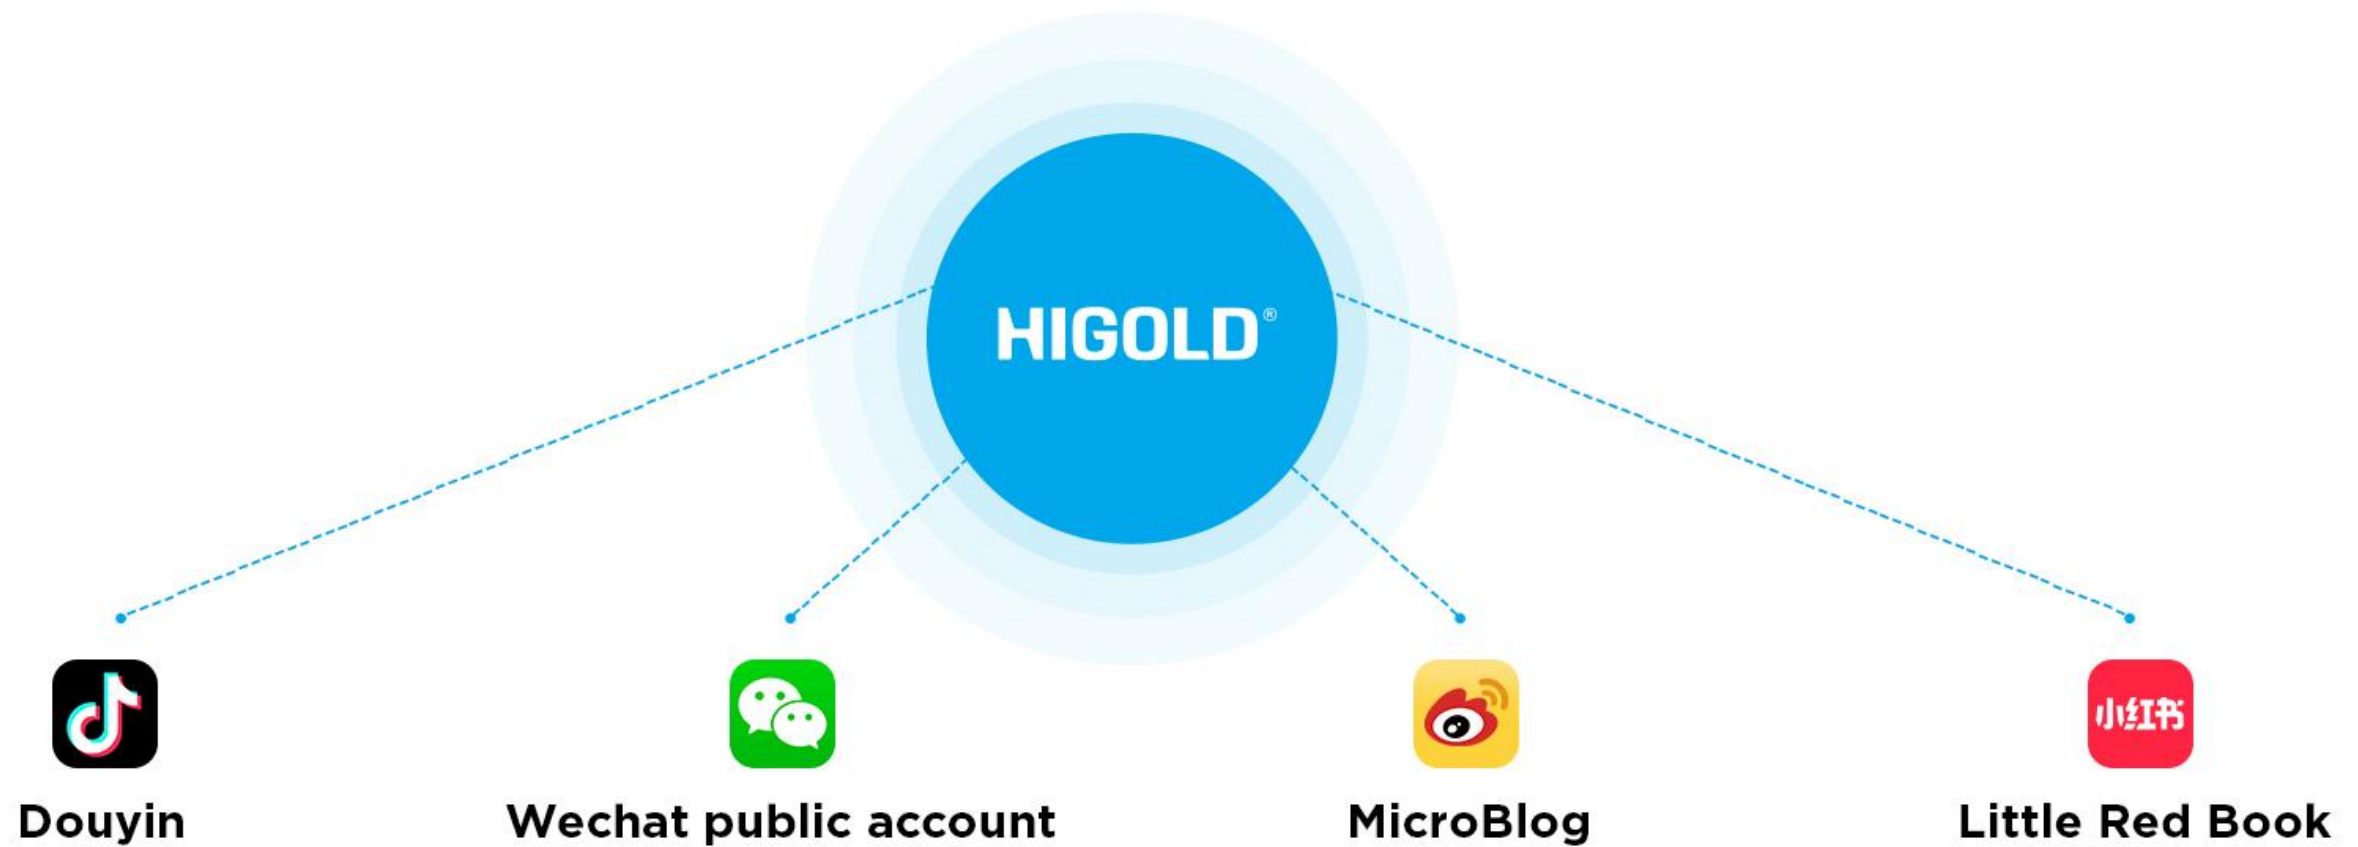 HIGOLD®
小红书
Douyin
Wechat public account
MicroBlog
Little Red Book